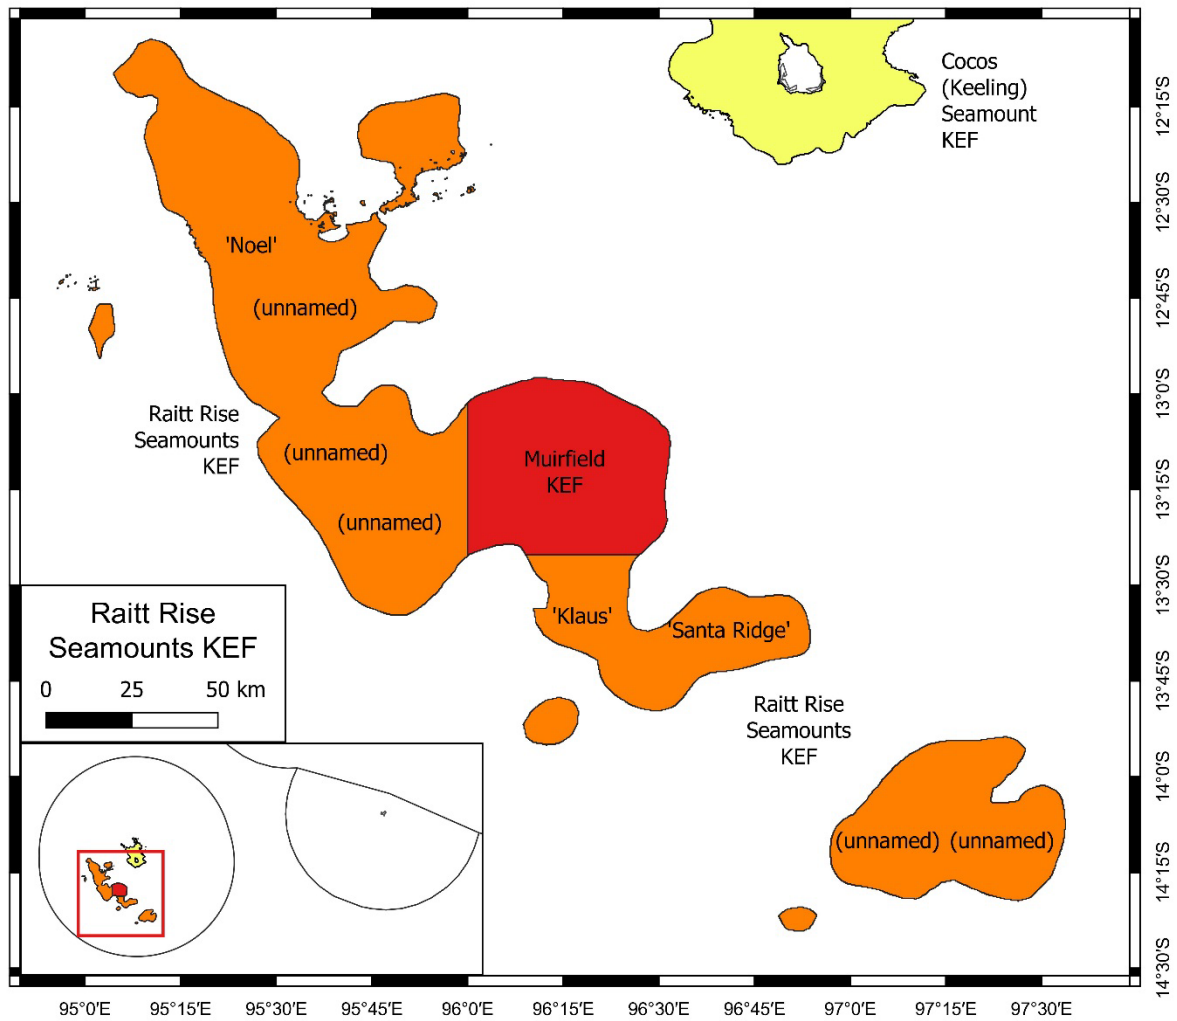 Cocos
(Keeling)
Seamount
KEF
'Noel'
(unnamed)
Raitt Rise
Seamounts
KEF
(unnamed)
(unnamed)
Muirfield
KEF
'Klaus'
'Santa Ridge'
Raitt Rise
Seamounts
KEF
(unnamed) (unnamed)
Raitt Rise
Seamounts KEF
0 25 50 km
12°15'S
12°30'S
12°45'S
13°0'S
13°15'S
13°30'S
13°45'S
14°0'S
14°15'S
14°30'S
95°0'E 95°15'E 95°30'E 95°45'E 96°0'E 96°15'E 96°30'E 96°45'E 97°0'E 97°15'E 97°30'E